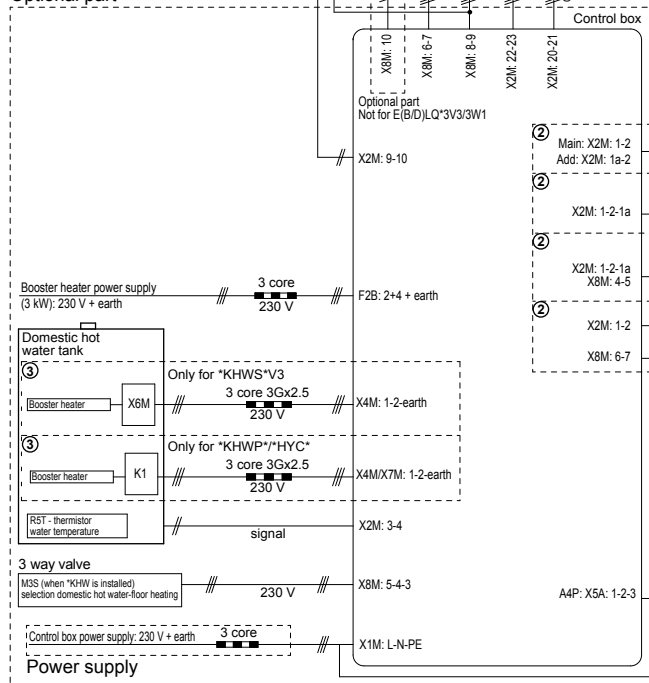 Control box
X8M: 10
X8M: 6-7
X8M: 8-9
X2M: 22-23
X2M: 20-21
Optional part
Not for E(B/D)LQ*3V3/3W1
X2M: 9-10
②
Main: X2M: 1-2
Add: X2M: 1a-2
②
X2M: 1-2-1a
②
X2M: 1-2-1a
X8M: 4-5
②
X2M: 1-2
X8M: 6-7
Booster heater power supply
(3 kW): 230 V + earth
3 core
230 V
F2B: 2+4 + earth
Domestic hot
water tank
③
Only for *KHWS*V3
Booster heater
X6M
3 core 3Gx2.5
230 V
X4M: 1-2-earth
③
Only for *KHWP*/*HYC*
Booster heater
K1
3 core 3Gx2.5
230 V
X4M/X7M: 1-2-earth
R5T - thermistor
water temperature
signal
X2M: 3-4
3 way valve
M3S (when *KHW is installed)
selection domestic hot water-floor heating
230 V
X8M: 5-4-3
A4P: X5A: 1-2-3
Control box power supply: 230 V + earth
3 core
X1M: L-N-PE
Power supply